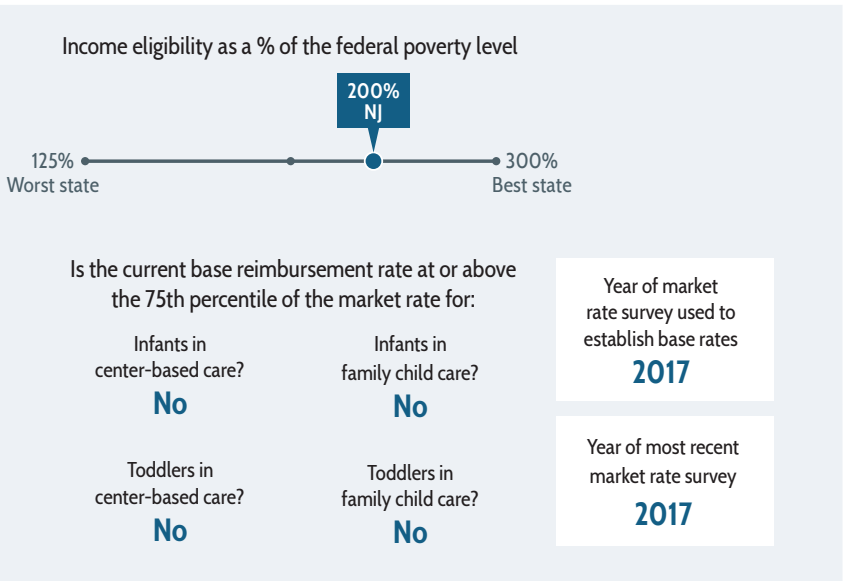 Income eligibility as a % of the federal poverty level
200%
NJ
125%
Worst state
300%
Best state
Is the current base reimbursement rate at or above
the 75th percentile of the market rate for:
Infants in
center-based care?
No
Infants in
family child care?
No
Toddlers in
center-based care?
No
Toddlers in
family child care?
No
Year of market
rate survey used to
establish base rates
2017
Year of most recent
market rate survey
2017